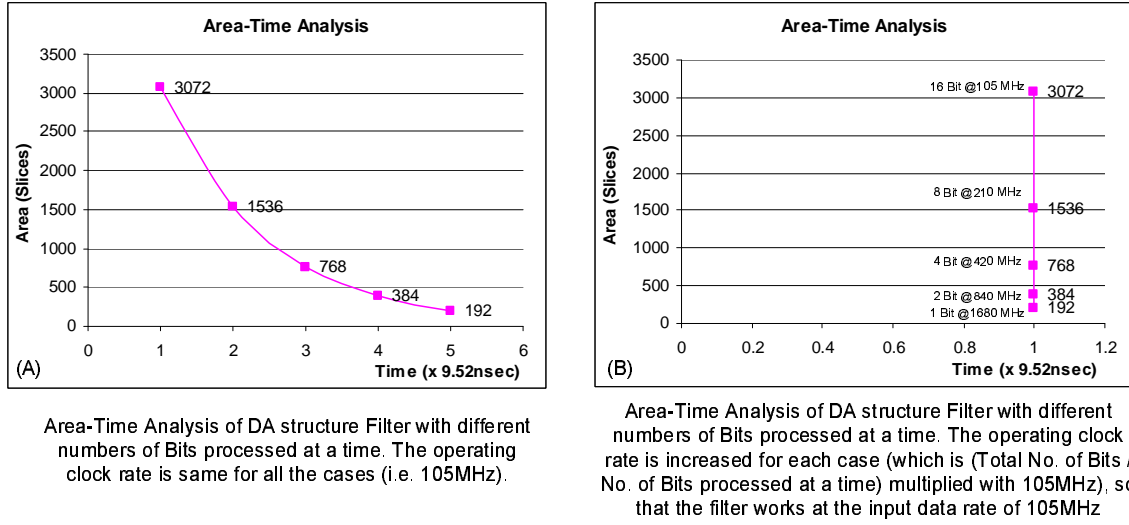 Area-Time Analysis
3500
3000
2500
2000
1500
1000
500
0
Area (Slices)
3072
1536
768
384
192
0 1 2 3 4 5 6
(A)
Time (x 9.52nsec)
Area-Time Analysis of DA structure Filter with different
numbers of Bits processed at a time. The operating
clock rate is same for all the cases (i.e. 105MHz).
Area-Time Analysis
3500
3000
2500
2000
1500
1000
500
0
Area (Slices)
16 Bit @105 MHz 3072
8 Bit @210 MHz 1536
4 Bit @420 MHz 768
2 Bit @840 MHz 384
1 Bit @1680 MHz 192
0 0.2 0.4 0.6 0.8 1 1.2
(B)
Time (x 9.52nsec)
Area-Time Analysis of DA structure Filter with different
numbers of Bits processed at a time. The operating clock
rate is increased for each case (which is (Total No. of Bits /
No. of Bits processed at a time) multiplied with 105MHz), so
that the filter works at the input data rate of 105MHz